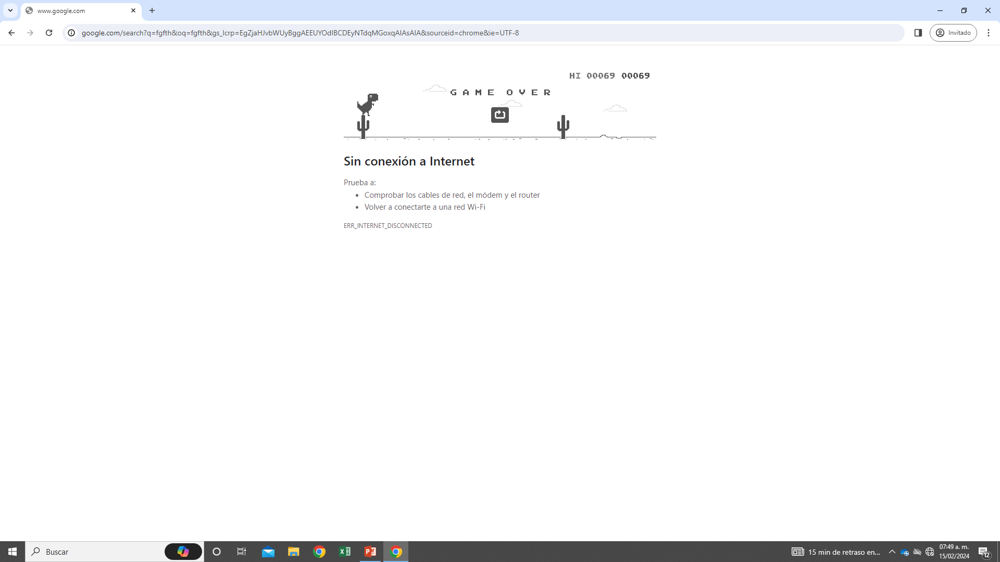 www.google.com
google.com/search?q=fgfth&oq=fgfth&gs_lcrp=EgZjaHJvbWUyBggAEEUYOdIBCDEyNTdqMGoxqAIAsAIA&sourceid=chrome&ie=UTF-8
Invitado
HI 00069 00069
GAME OVER
Sin conexión a Internet
Prueba a:
Comprobar los cables de red, el módem y el router
Volver a conectarte a una red Wi-Fi
ERR_INTERNET_DISCONNECTED
Buscar
15 min de retraso en...
07:49 a. m.
15/02/2024
12